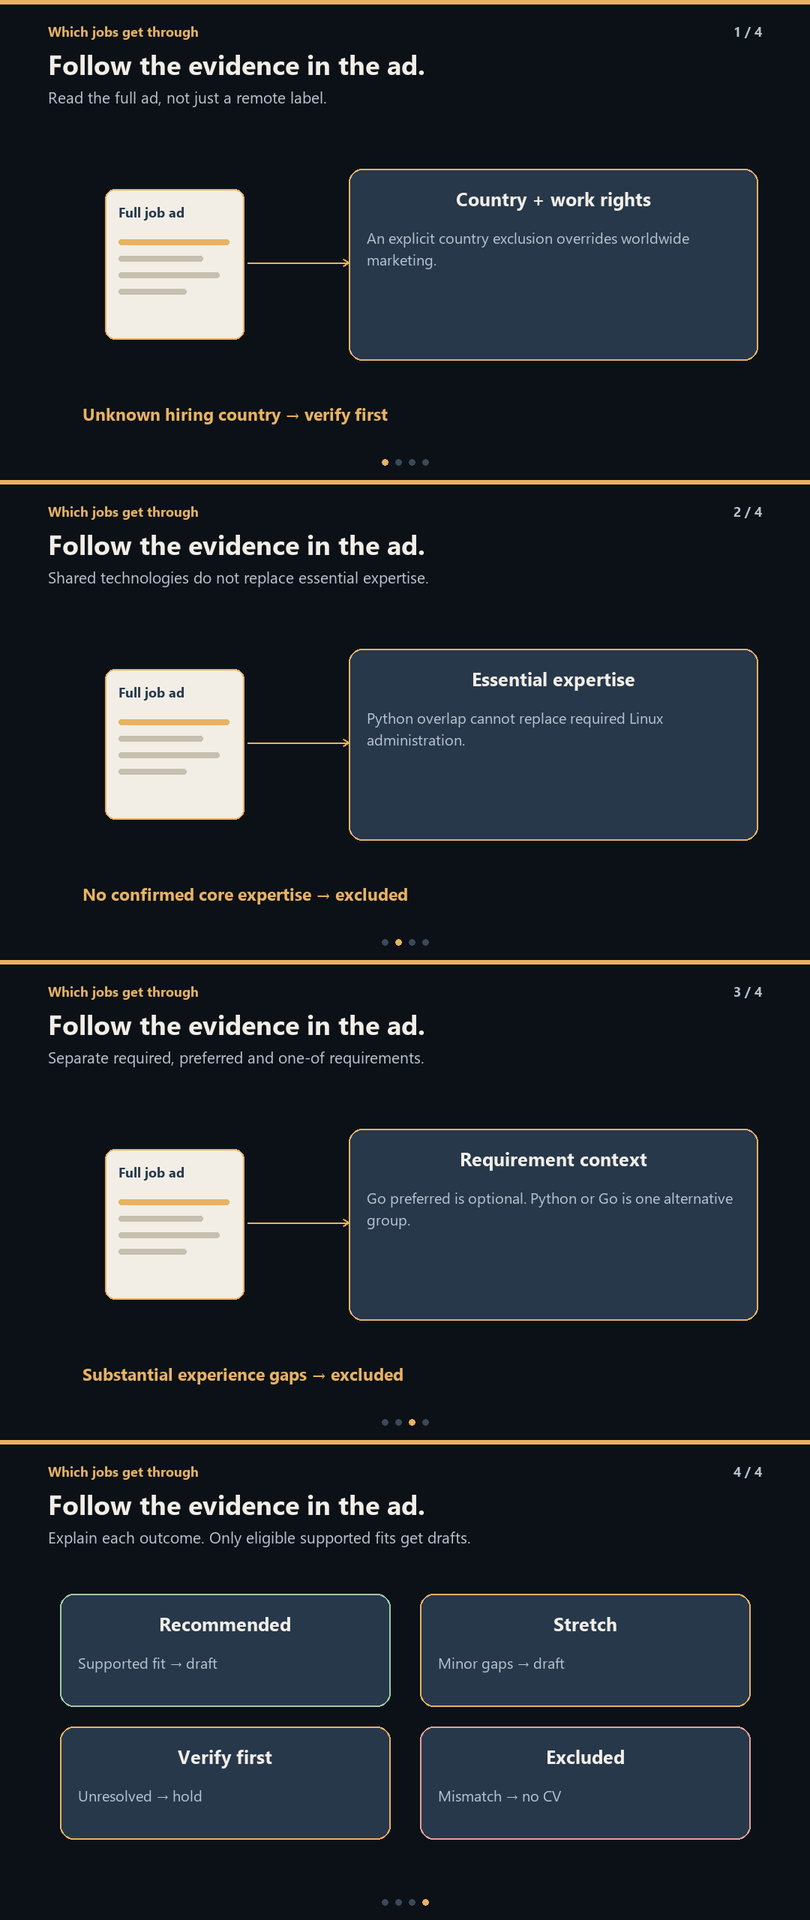 Which jobs get through
1 / 4
Follow the evidence in the ad.
Read the full ad, not just a remote label.
Full job ad
Country + work rights
An explicit country exclusion overrides worldwide
marketing.
Unknown hiring country → verify first
Which jobs get through
2 / 4
Follow the evidence in the ad.
Shared technologies do not replace essential expertise.
Full job ad
Essential expertise
Python overlap cannot replace required Linux
administration.
No confirmed core expertise → excluded
Which jobs get through
3 / 4
Follow the evidence in the ad.
Separate required, preferred and one-of requirements.
Full job ad
Requirement context
Go preferred is optional. Python or Go is one alternative
group.
Substantial experience gaps → excluded
Which jobs get through
4 / 4
Follow the evidence in the ad.
Explain each outcome. Only eligible supported fits get drafts.
Recommended
Supported fit → draft
Stretch
Minor gaps → draft
Verify first
Unresolved → hold
Excluded
Mismatch → no CV